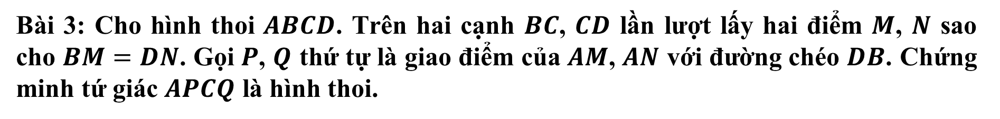 Bài 3: Cho hình thoi ABCD. Trên hai cạnh BC, CD lần lượt lấy hai điểm M, N sao
cho BM = DN. Gọi P, Q thứ tự là giao điểm của AM, AN với đường chéo DB. Chứng
minh tứ giác APCQ là hình thoi.